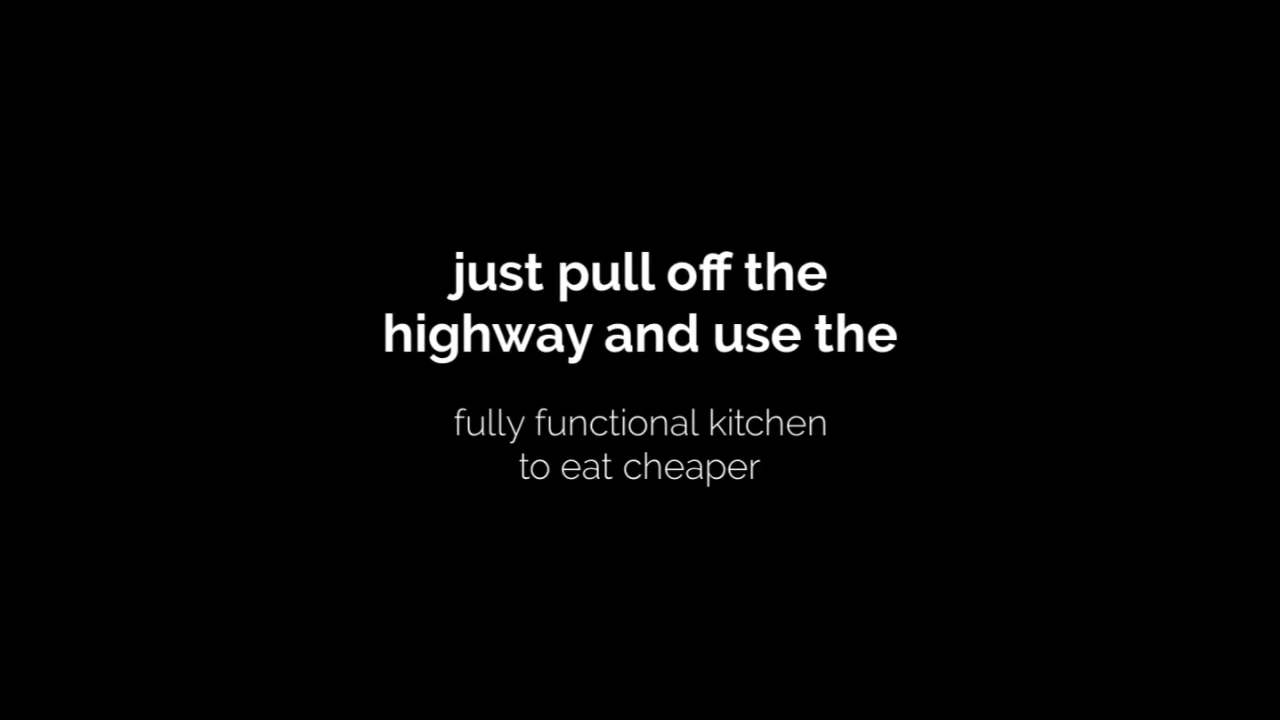 just pull off the
highway and use the
fully functional kitchen
to eat cheaper